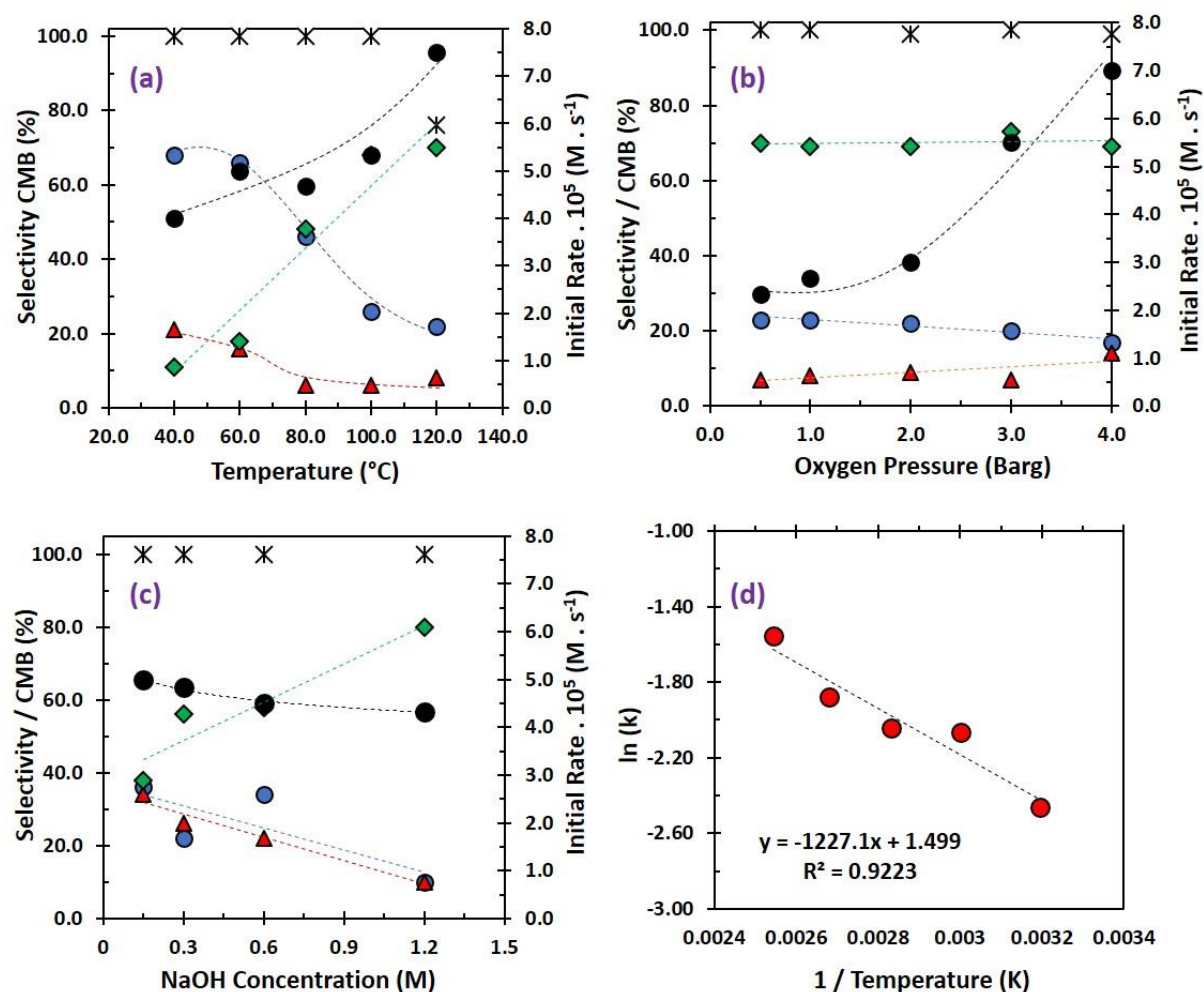 (a)
Selectivity CMB (%)
100.0
80.0
60.0
40.0
20.0
0.0
20.0 40.0 60.0 80.0 100.0 120.0 140.0
Temperature (°C)
8.0
7.0
6.0
5.0
4.0
3.0
2.0
1.0
0.0
Initial Rate . 10⁵ (M . s⁻¹)
(b)
Selectivity / CMB (%)
100.0
80.0
60.0
40.0
20.0
0.0
0.0 1.0 2.0 3.0 4.0
Oxygen Pressure (Barg)
8.0
7.0
6.0
5.0
4.0
3.0
2.0
1.0
0.0
Initial Rate . 10⁵ (M . s⁻¹)
(c)
Selectivity / CMB (%)
100.0
80.0
60.0
40.0
20.0
0.0
0 0.3 0.6 0.9 1.2 1.5
NaOH Concentration (M)
8.0
7.0
6.0
5.0
4.0
3.0
2.0
1.0
0.0
Initial Rate . 10⁵ (M . s⁻¹)
(d)
ln (k)
-1.00
-1.40
-1.80
-2.20
-2.60
-3.00
y = -1227.1x + 1.499
R² = 0.9223
0.0024 0.0026 0.0028 0.003 0.0032 0.0034
1 / Temperature (K)